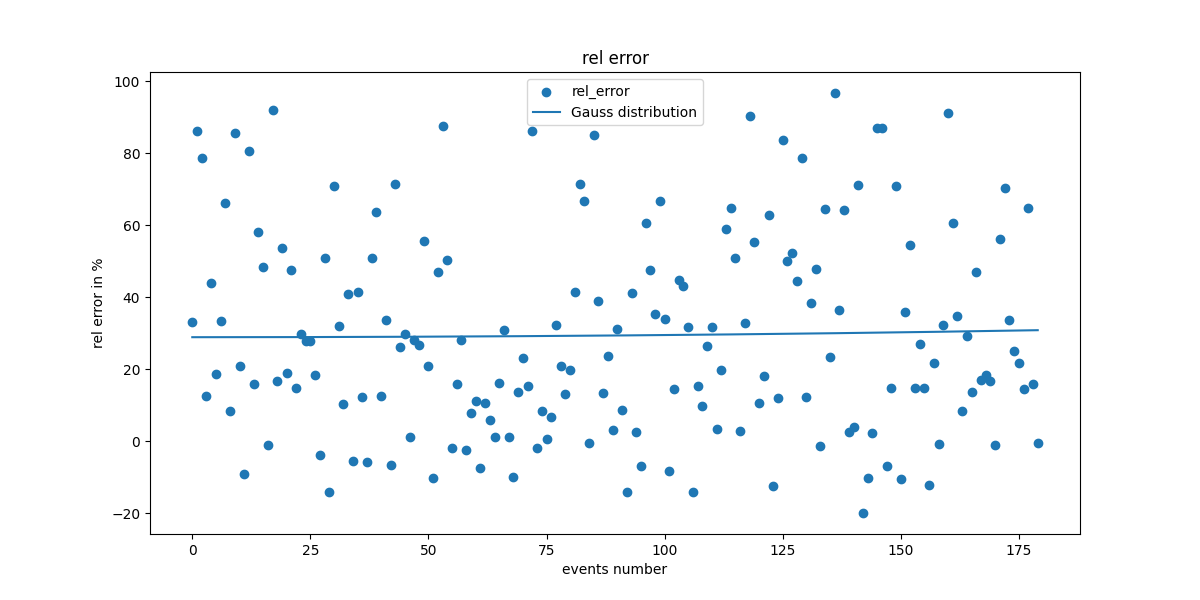 rel error
rel_error
Gauss distribution
100
80
60
40
20
0
−20
rel error in %
0 25 50 75 100 125 150 175
events number